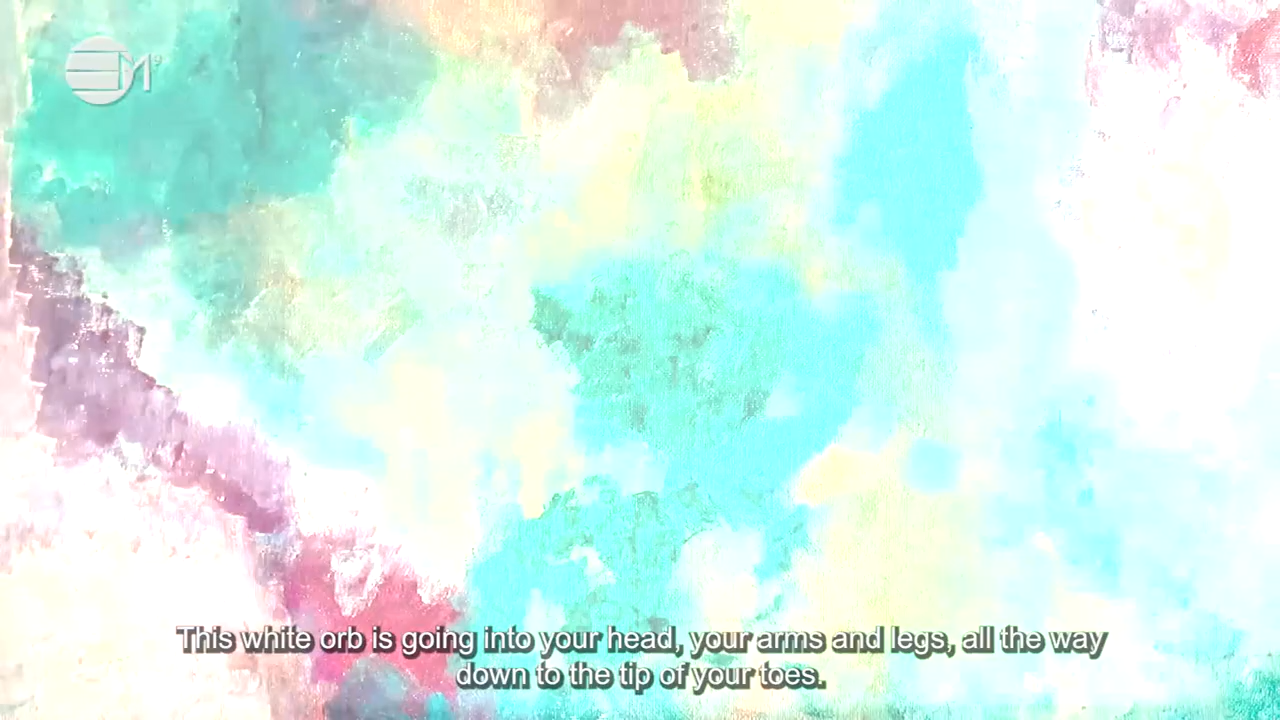 EM9
This white orb is going into your head, your arms and legs, all the way
down to the tip of your toes.